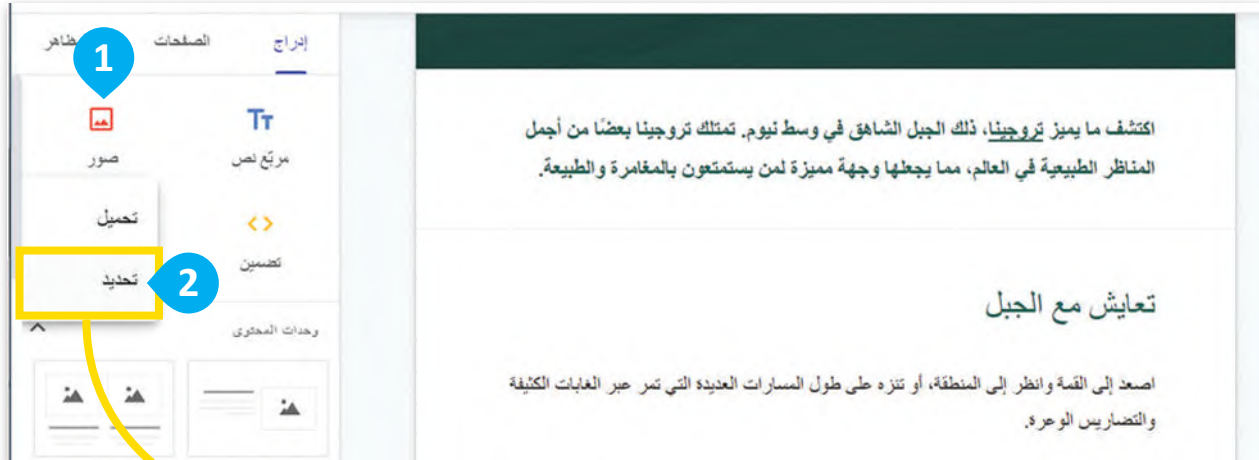 إدراج
الصفحات
1
Tт
مربّع نص
صور
تحميل
تحديد
2
<>
تضمين
وحدات المحتوى
اكتشف ما يميز تروجينا، ذلك الجبل الشاهق في وسط نيوم. تمتلك تروجينا بعضًا من أجمل
المناظر الطبيعية في العالم، مما يجعلها وجهة مميزة لمن يستمتعون بالمغامرة والطبيعة.
تعايش مع الجبل
اصعد إلى القمة وانظر إلى المنطقة، أو تنزه على طول المسارات العديدة التي تمر عبر الغابات الكثيفة
والتضاريس الوعرة.